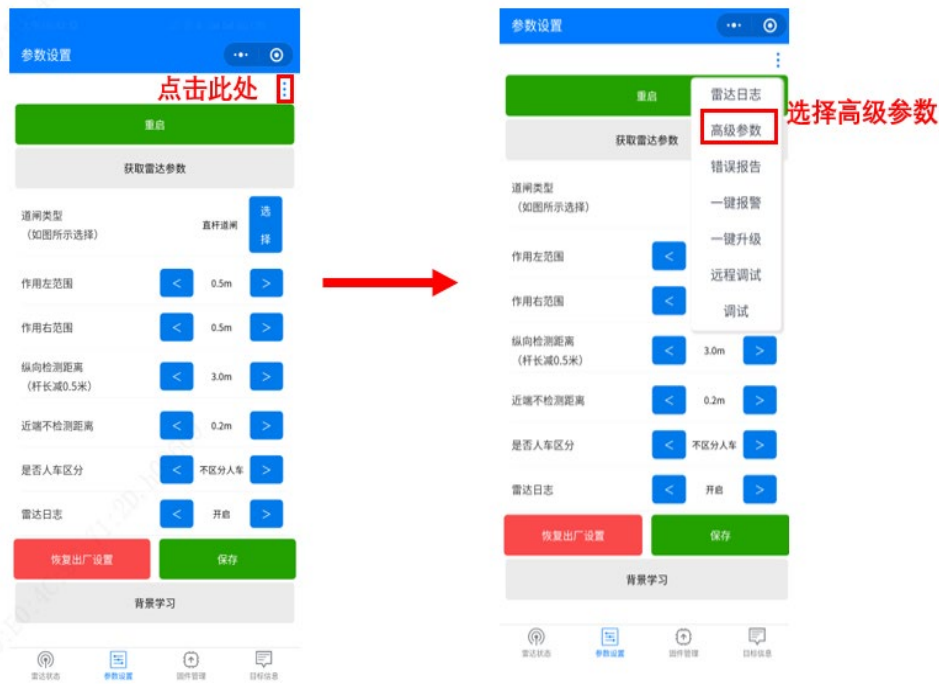 参数设置
点击此处
重启
获取雷达参数
道闸类型
（如图所示选择）
直杆道闸
选
择
作用左范围
<
0.5m
>
作用右范围
<
0.5m
>
纵向检测距离
（杆长减0.5米）
<
3.0m
>
近端不检测距离
<
0.2m
>
是否人车区分
<
不区分人车
>
雷达日志
<
开启
>
恢复出厂设置
保存
背景学习
雷达状态
参数设置
固件管理
目标信息
参数设置
重启
获取雷达参数
道闸类型
（如图所示选择）
作用左范围
<
作用右范围
<
纵向检测距离
（杆长减0.5米）
<
3.0m
>
近端不检测距离
<
0.2m
>
是否人车区分
<
不区分人车
>
雷达日志
<
开启
>
恢复出厂设置
保存
背景学习
雷达状态
参数设置
固件管理
目标信息
雷达日志
高级参数
错误报告
一键报警
一键升级
远程调试
调试
选择高级参数